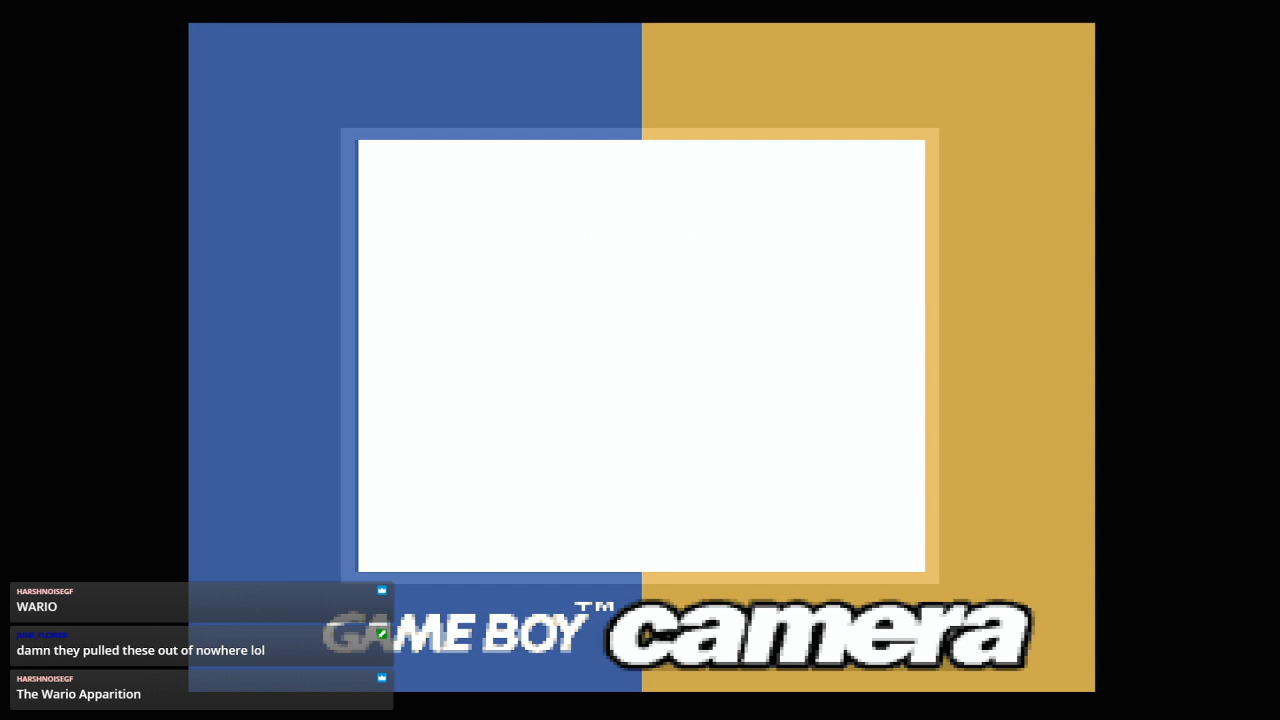 HARSHNOISEGF
WARIO
damn they pulled these out of nowhere lol
HARSHNOISEGF
The Wario Apparition
GAME BOY™ camera